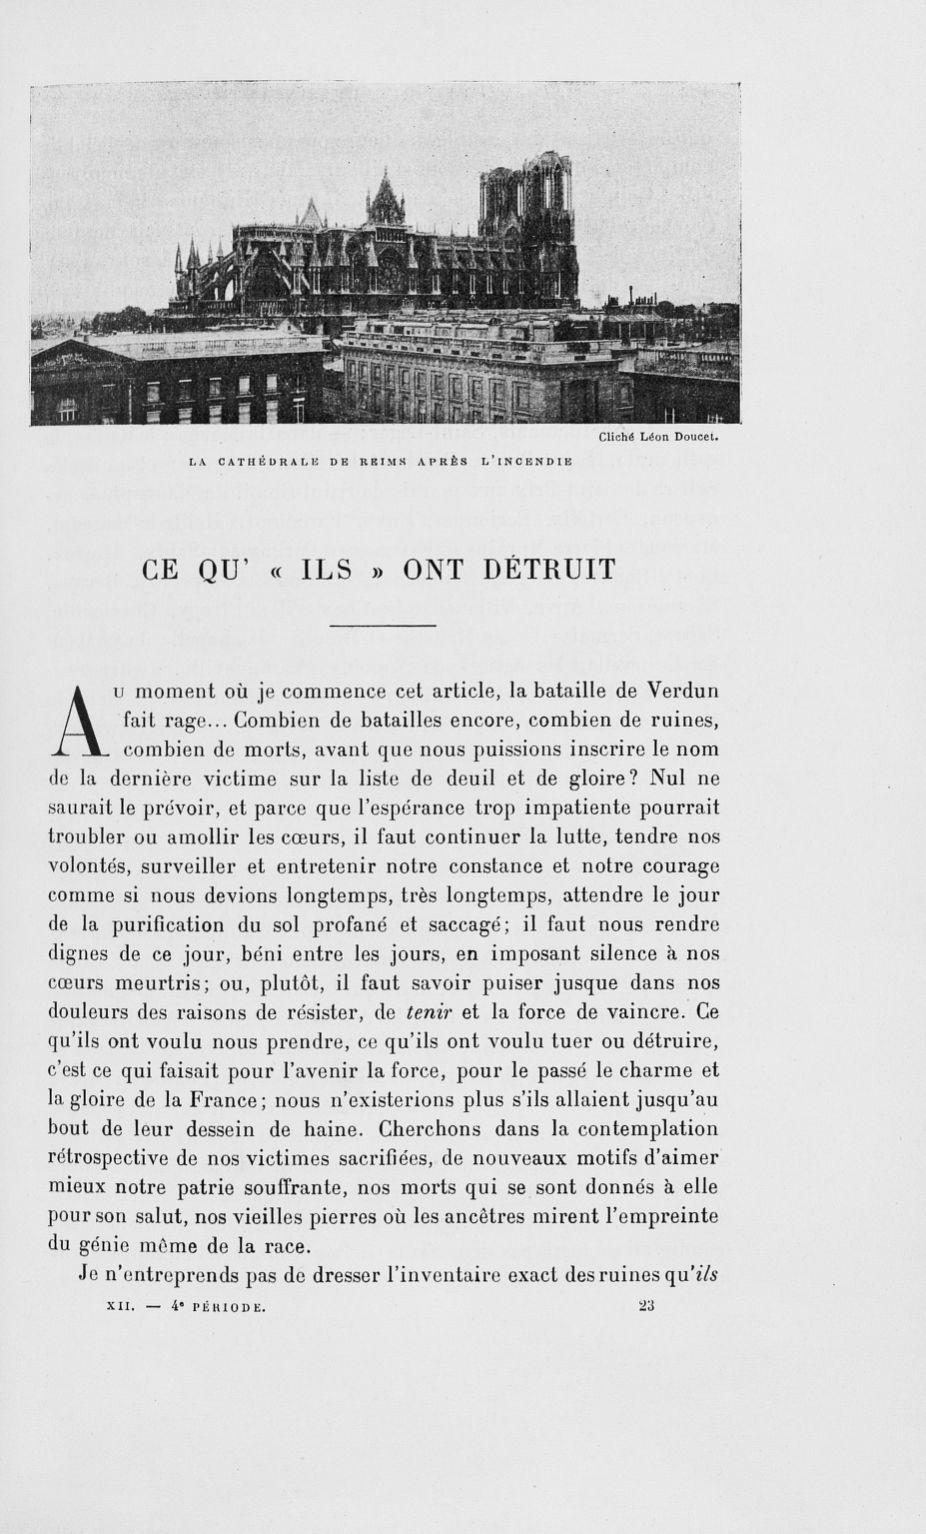 Cliché Léon Doucet.
LA CATHÉDRALE DE REIMS APRÈS L'INCENDIE
CE QU' « ILS » ONT DÉTRUIT
AU moment où je commence cet article, la bataille de Verdun
fait rage... Combien de batailles encore, combien de ruines,
combien de morts, avant que nous puissions inscrire le nom
de la dernière victime sur la liste de deuil et de gloire? Nul ne
saurait le prévoir, et parce que l'espérance trop impatiente pourrait
troubler ou amollir les cœurs, il faut continuer la lutte, tendre nos
volontés, surveiller et entretenir notre constance et notre courage
comme si nous devions longtemps, très longtemps, attendre le jour
de la purification du sol profané et saccagé; il faut nous rendre
dignes de ce jour, béni entre les jours, en imposant silence à nos
cœurs meurtris; ou, plutôt, il faut savoir puiser jusque dans nos
douleurs des raisons de résister, de tenir et la force de vaincre. Ce
qu'ils ont voulu nous prendre, ce qu'ils ont voulu tuer ou détruire,
c'est ce qui faisait pour l'avenir la force, pour le passé le charme et
la gloire de la France; nous n'existerions plus s'ils allaient jusqu'au
bout de leur dessein de haine. Cherchons dans la contemplation
rétrospective de nos victimes sacrifiées, de nouveaux motifs d'aimer
mieux notre patrie souffrante, nos morts qui se sont donnés à elle
pour son salut, nos vieilles pierres où les ancêtres mirent l'empreinte
du génie même de la race.
Je n'entreprends pas de dresser l'inventaire exact des ruines qu'ils
XII. — 4e PÉRIODE. 23